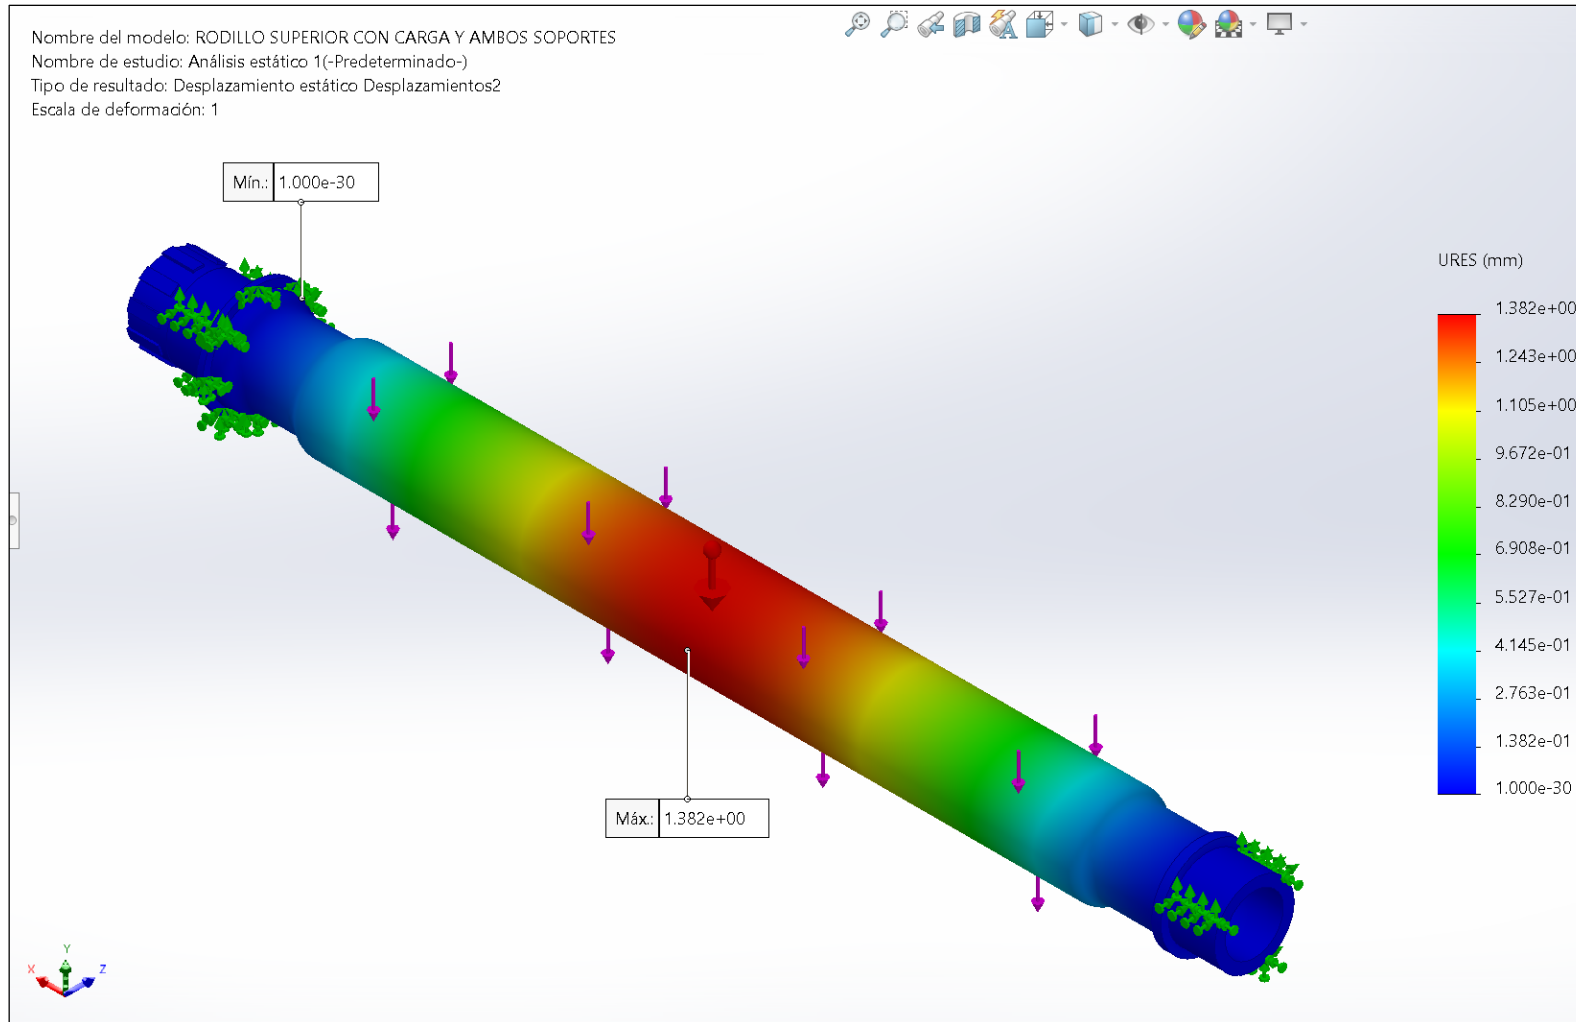 Nombre del modelo: RODILLO SUPERIOR CON CARGA Y AMBOS SOPORTES
Nombre de estudio: Análisis estático 1(-Predeterminado-)
Tipo de resultado: Desplazamiento estático Desplazamientos2
Escala de deformación: 1
Mín.: 1.000e-30
URES (mm)
1.382e+00
1.243e+00
1.105e+00
9.672e-01
8.290e-01
6.908e-01
5.527e-01
4.145e-01
2.763e-01
1.382e-01
1.000e-30
Máx.: 1.382e+00
Y
X
Z